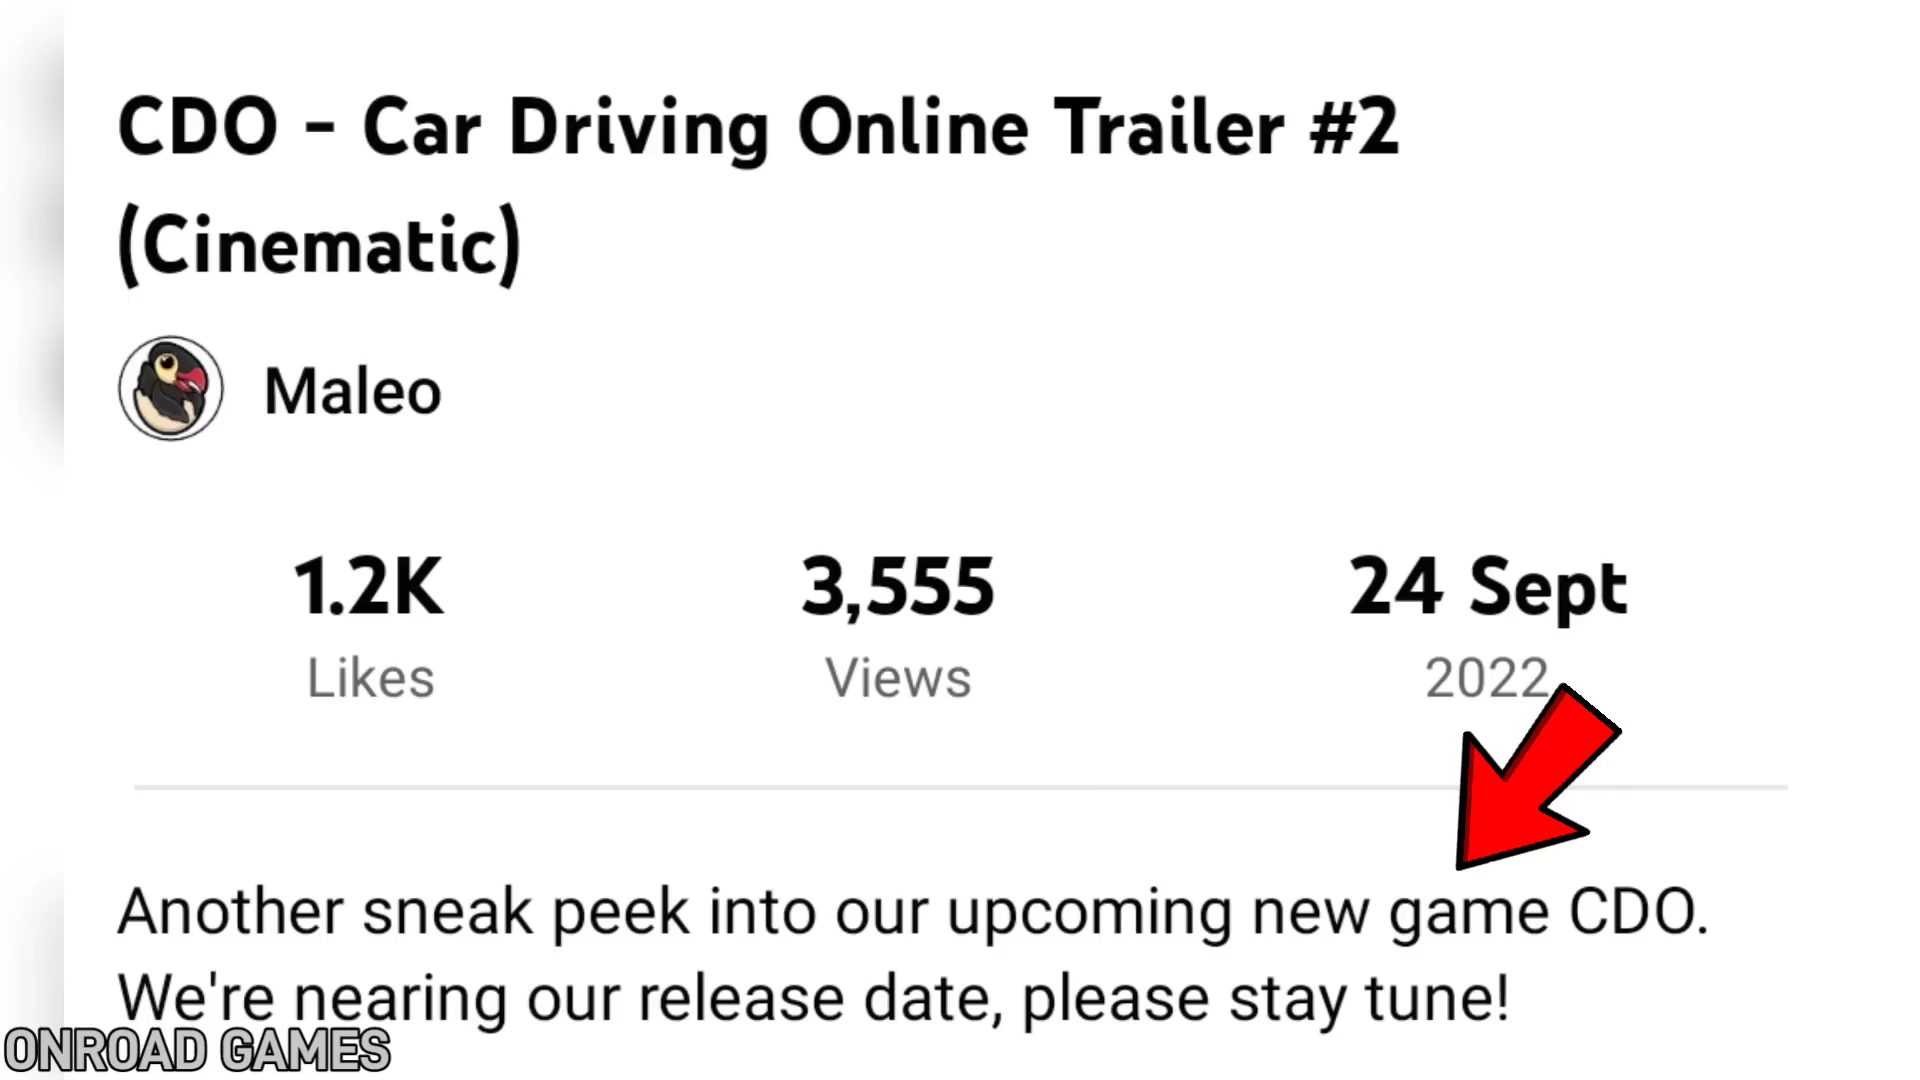 CDO - Car Driving Online Trailer #2
(Cinematic)
Maleo
1.2K 3,555 24 Sept
Likes Views 2022
Another sneak peek into our upcoming new game CDO.
We're nearing our release date, please stay tune!
ONROAD GAMES